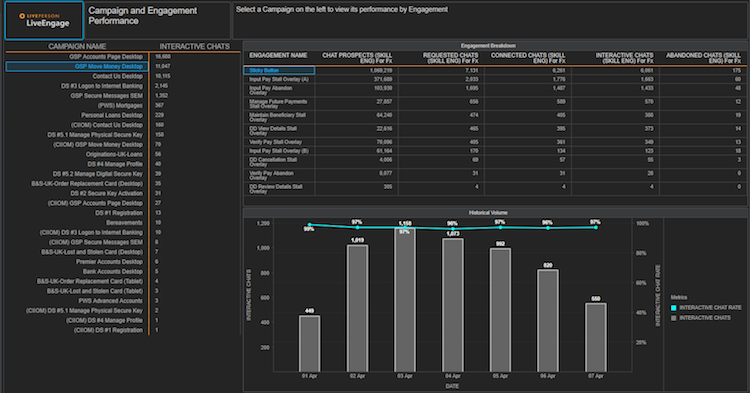 LIVEPERSON
LiveEngage
Campaign and Engagement
Performance
Select a Campaign on the left to view its performance by Engagement
CAMPAIGN NAME INTERACTIVE CHATS
GSP Accounts Page Desktop 16,688
GSP Move Money Desktop 11,047
Contact Us Desktop 10,115
DS #3 Logon to Internet Banking 2,145
GSP Secure Messages SEM 1,362
(PWS) Mortgages 367
Personal Loans Desktop 229
(CIIOM) Contact Us Desktop 160
DS #5.1 Manage Physical Secure Key 156
(CIIOM) GSP Move Money Desktop 79
Originations-UK-Loans 56
DS #4 Manage Profile 40
DS #5.2 Manage Digital Secure Key 39
B&S-UK-Order Replacement Card (Desktop) 35
DS #2 Secure Key Activation 31
(CIIOM) GSP Accounts Page Desktop 27
DS #1 Registration 13
Bereavements 10
(CIIOM) DS #3 Logon to Internet Banking 10
(CIIOM) GSP Secure Messages SEM 8
B&S-UK-Lost and Stolen Card (Desktop) 7
Premier Accounts Desktop 6
Bank Accounts Desktop 5
B&S-UK-Order Replacement Card (Tablet) 4
B&S-UK-Lost and Stolen Card (Tablet) 3
PWS Advanced Accounts 3
(CIIOM) DS #5.1 Manage Physical Secure Key 2
(CIIOM) DS #4 Manage Profile 1
(CIIOM) DS #1 Registration 1
Engagement Breakdown
ENGAGEMENT NAME CHAT PROSPECTS (SKILL ENG) For Fx REQUESTED CHATS (SKILL ENG) For Fx CONNECTED CHATS (SKILL ENG) For Fx INTERACTIVE CHATS (SKILL ENG) For Fx ABANDONED CHATS (SKILL ENG) For Fx
Sticky Button 1,069,219 7,131 6,261 6,061 175
Input Pay Stall Overlay (A) 371,689 2,033 1,776 1,663 60
Input Pay Abandon Overlay 103,939 1,695 1,487 1,433 48
Manage Future Payments Stall Overlay 27,857 656 589 570 12
Maintain Beneficiary Stall Overlay 64,240 474 405 388 19
DD View Details Stall Overlay 22,616 465 395 373 14
Verify Pay Stall Overlay 70,006 405 361 349 13
Input Pay Stall Overlay (B) 61,164 170 134 123 18
DD Cancellation Stall Overlay 4,006 60 57 55 3
Verify Pay Abandon Overlay 8,077 31 31 28 0
DD Review Details Stall Overlay 305 4 4 4 0
Historical Volume
1,200
1,000
800
600
400
200
INTERACTIVE CHATS
449
1,019
1,158
1,073
992
820
550
99%
97%
97%
96%
97%
96%
97%
100%
80%
60%
40%
20%
INTERACTIVE CHAT RATE
01 Apr 02 Apr 03 Apr 04 Apr 05 Apr 06 Apr 07 Apr
DATE
Metrics
INTERACTIVE CHAT RATE
INTERACTIVE CHATS